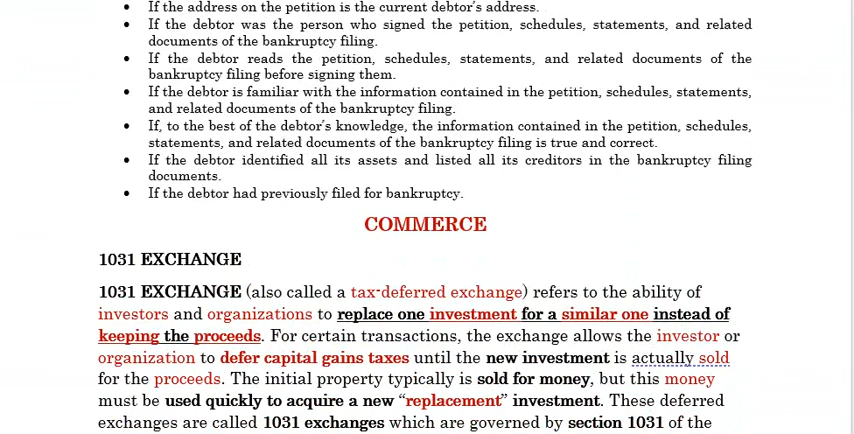 • If the address on the petition is the current debtor's address.
• If the debtor was the person who signed the petition, schedules, statements, and related
documents of the bankruptcy filing.
• If the debtor reads the petition, schedules, statements, and related documents of the
bankruptcy filing before signing them.
• If the debtor is familiar with the information contained in the petition, schedules, statements,
and related documents of the bankruptcy filing.
• If, to the best of the debtor's knowledge, the information contained in the petition, schedules,
statements, and related documents of the bankruptcy filing is true and correct.
• If the debtor identified all its assets and listed all its creditors in the bankruptcy filing
documents.
• If the debtor had previously filed for bankruptcy.
COMMERCE
1031 EXCHANGE
1031 EXCHANGE (also called a tax-deferred exchange) refers to the ability of
investors and organizations to replace one investment for a similar one instead of
keeping the proceeds. For certain transactions, the exchange allows the investor or
organization to defer capital gains taxes until the new investment is actually sold
for the proceeds. The initial property typically is sold for money, but this money
must be used quickly to acquire a new “replacement” investment. These deferred
exchanges are called 1031 exchanges which are governed by section 1031 of the